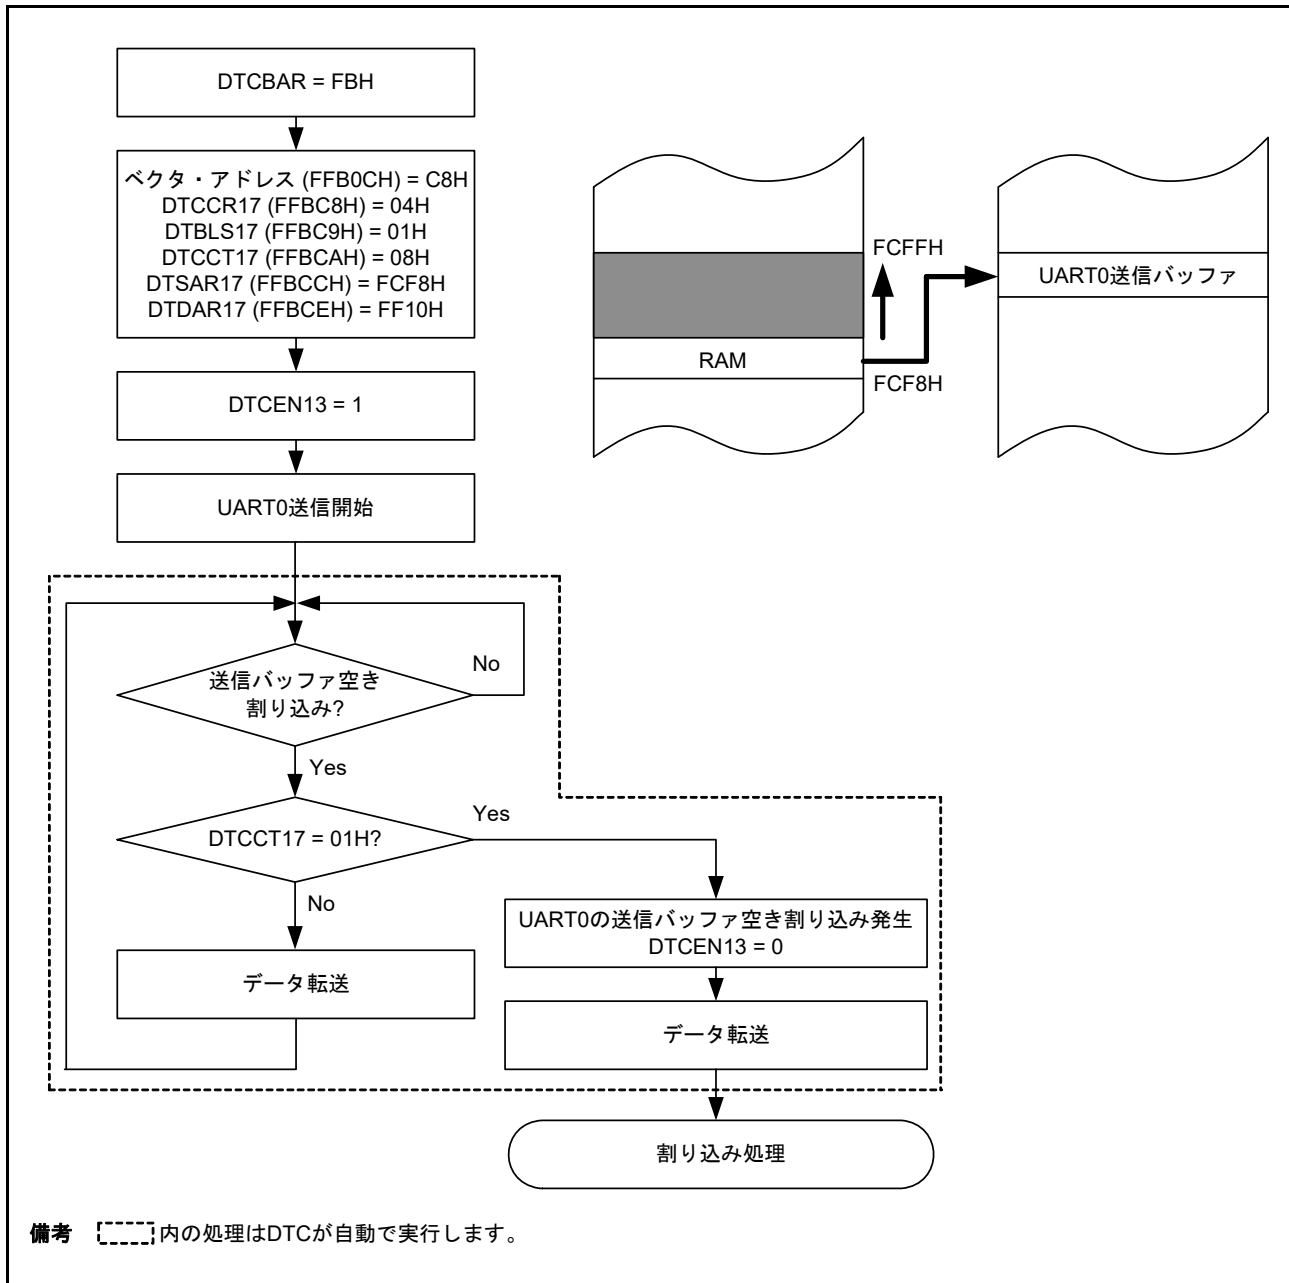 DTCBAR = FBH
ベクタ・アドレス (FFB0CH) = C8H
DTCCR17 (FFBC8H) = 04H
DTBLS17 (FFBC9H) = 01H
DTCCT17 (FFBCAH) = 08H
DTSAR17 (FFBCCH) = FCF8H
DTDAR17 (FFBCEH) = FF10H
DTCEN13 = 1
UART0送信開始
FCFFH
UART0送信バッファ
RAM
FCF8H
送信バッファ空き
割り込み?
No
Yes
DTCCT17 = 01H?
Yes
No
データ転送
UART0の送信バッファ空き割り込み発生
DTCEN13 = 0
データ転送
割り込み処理
備考 内の処理はDTCが自動で実行します。